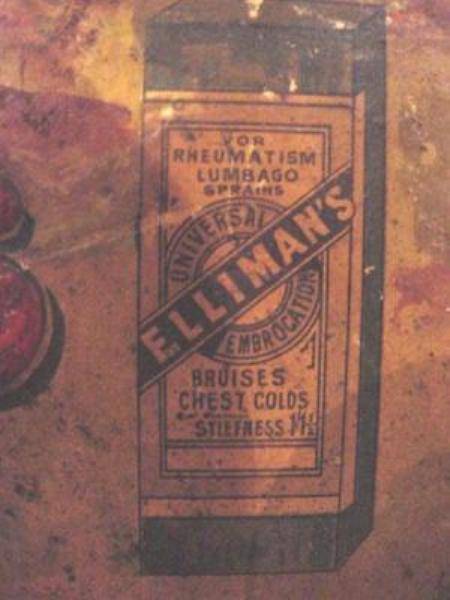 FOR
RHEUMATISM
LUMBAGO
SPRAINS
UNIVERSAL
ELLIMAN'S
EMBROCATION
BRUISES
CHEST COLDS
STIFFNESS